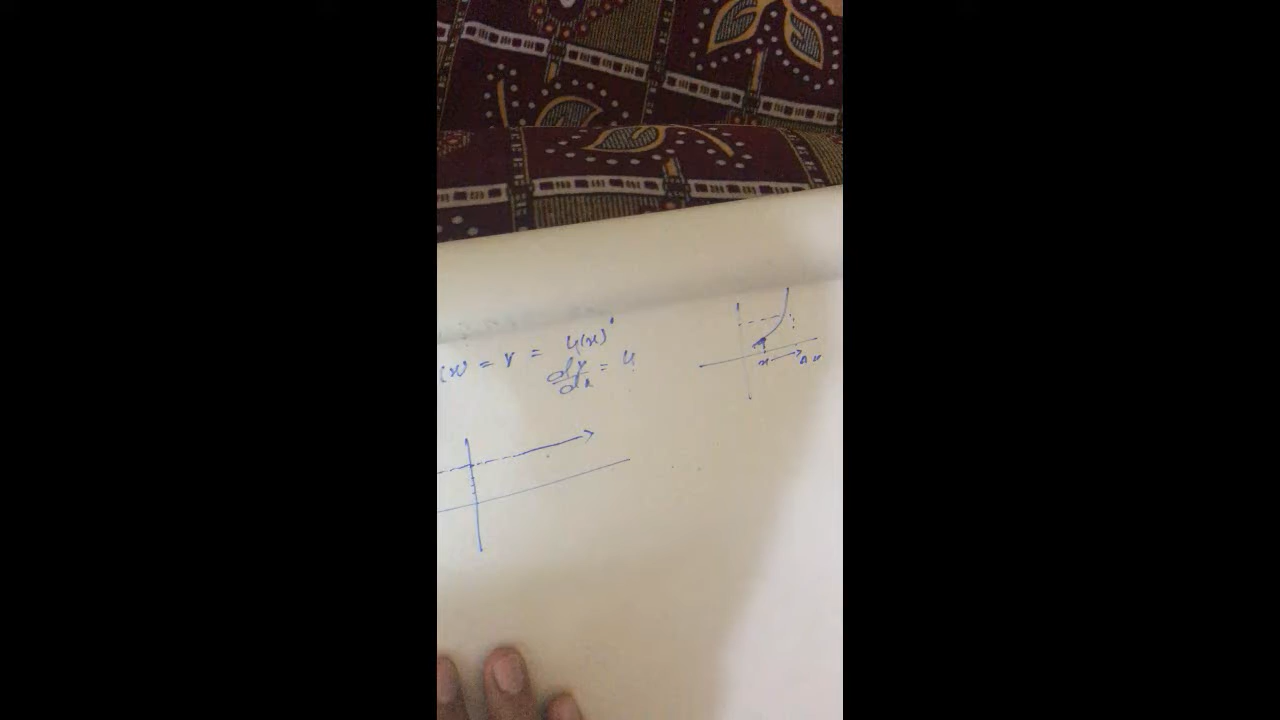 (x) = y = 4(x)'
dy/dx = 4
x → Δx